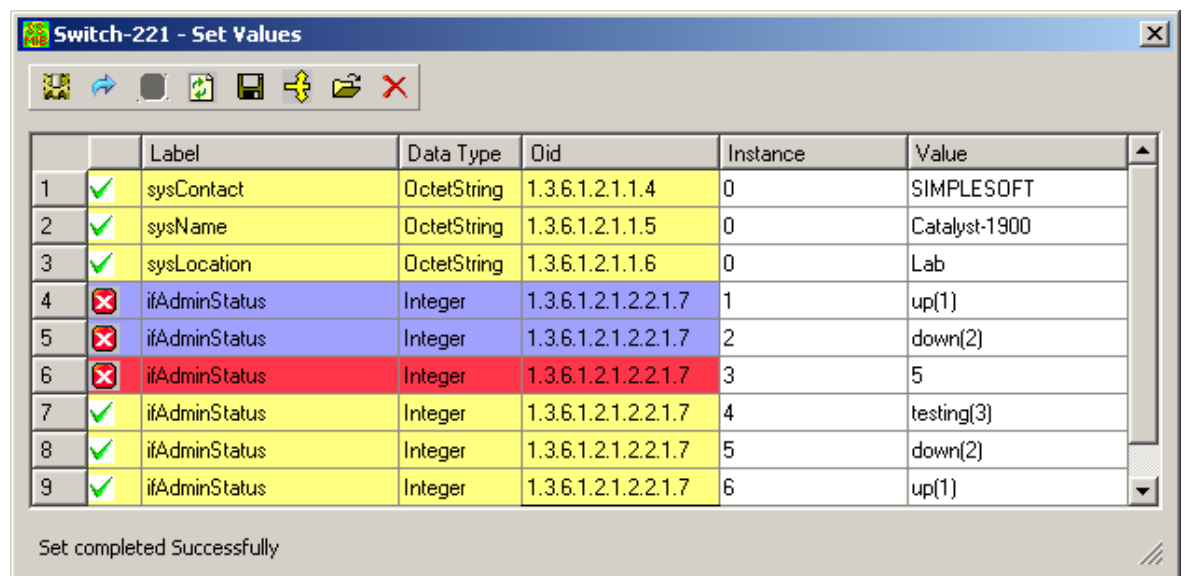 Switch-221 - Set Values
Label Data Type Oid Instance Value
1 sysContact OctetString 1.3.6.1.2.1.1.4 0 SIMPLESOFT
2 sysName OctetString 1.3.6.1.2.1.1.5 0 Catalyst-1900
3 sysLocation OctetString 1.3.6.1.2.1.1.6 0 Lab
4 ifAdminStatus Integer 1.3.6.1.2.1.2.2.1.7 1 up(1)
5 ifAdminStatus Integer 1.3.6.1.2.1.2.2.1.7 2 down(2)
6 ifAdminStatus Integer 1.3.6.1.2.1.2.2.1.7 3 5
7 ifAdminStatus Integer 1.3.6.1.2.1.2.2.1.7 4 testing(3)
8 ifAdminStatus Integer 1.3.6.1.2.1.2.2.1.7 5 down(2)
9 ifAdminStatus Integer 1.3.6.1.2.1.2.2.1.7 6 up(1)
Set completed Successfully